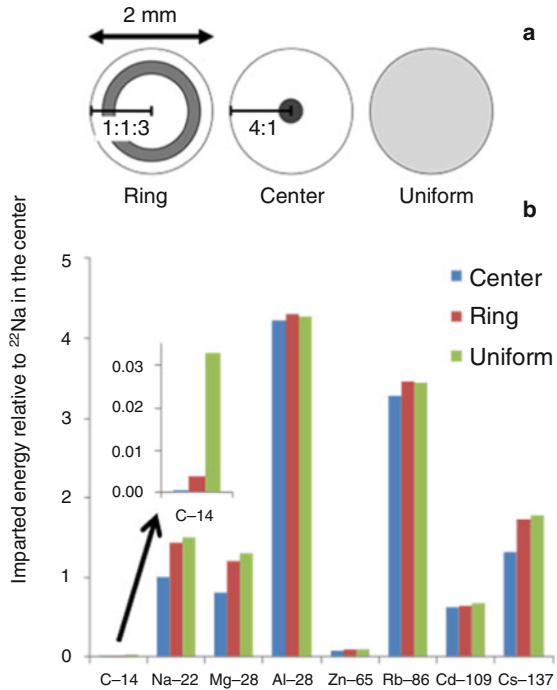 2 mm
a
1:1:3
4:1
Ring
Center
Uniform
b
Imparted energy relative to ²²Na in the center
5
4
3
2
1
0
Center
Ring
Uniform
0.03
0.02
0.01
0.00
C–14
C–14 Na–22 Mg–28 Al–28 Zn–65 Rb–86 Cd–109 Cs–137